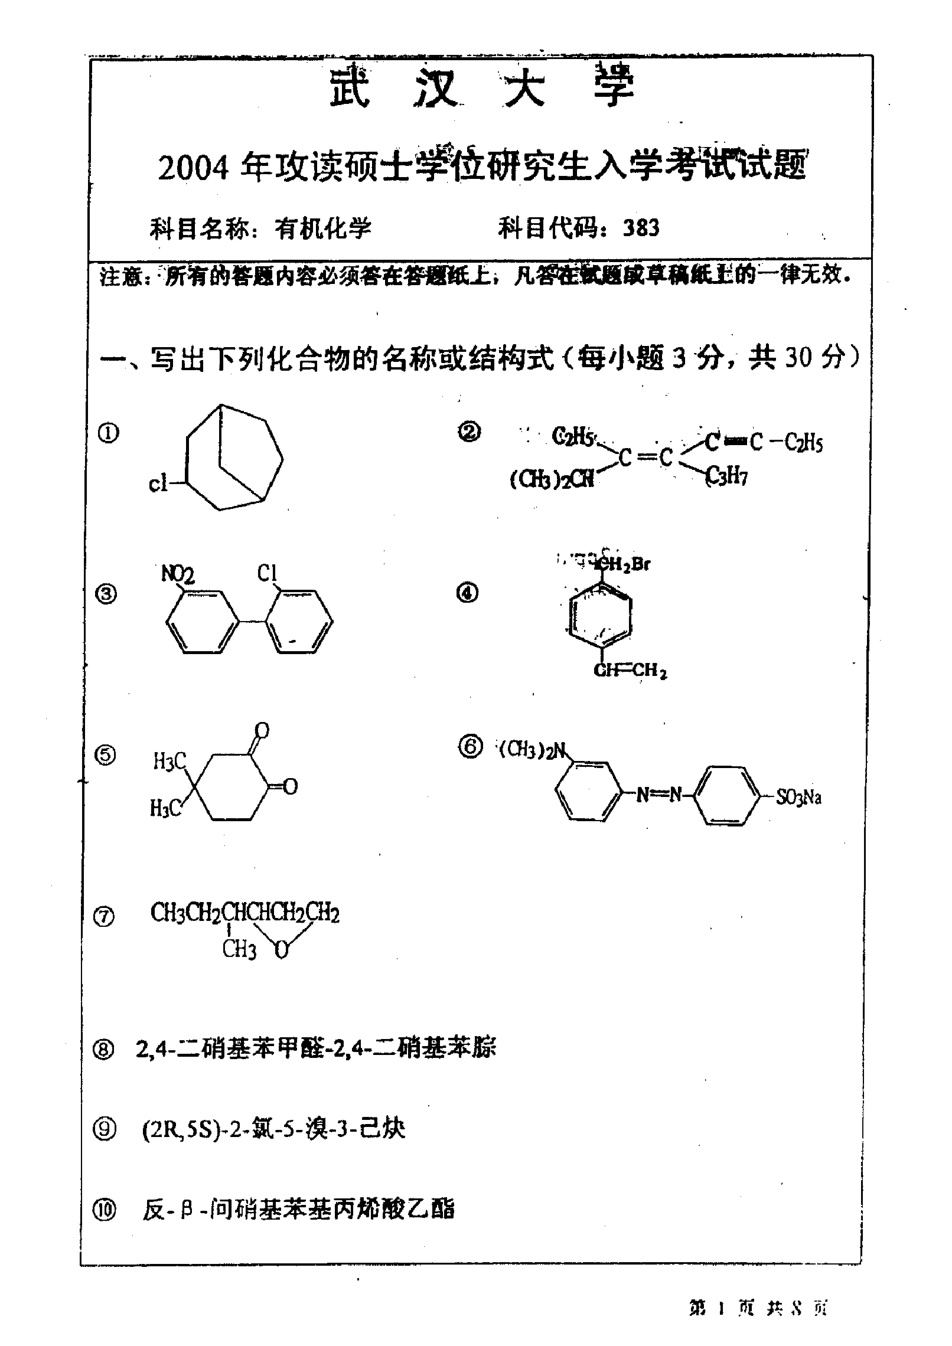 武汉大学
2004 年攻读硕士学位研究生入学考试试题
科目名称：有机化学 科目代码：383
注意：所有的答题内容必须答在答题纸上，凡答在试题或草稿纸上的一律无效。
一、写出下列化合物的名称或结构式（每小题 3 分，共 30 分）
①
cl
②
C2H5 C≡C-C2H5
C=C
(CH3)2CH C3H7
③
NO2 Cl
④
CH2Br
CH=CH2
⑤
O
H3C
O
H3C
⑥
(CH3)2N
N=N
SO3Na
⑦
CH3CH2CHCHCH2CH2
CH3 O
⑧ 2,4-二硝基苯甲醛-2,4-二硝基苯腙
⑨ (2R,5S)-2-氯-5-溴-3-己炔
⑩ 反-β-间硝基苯基丙烯酸乙酯
第 1 页 共 8 页